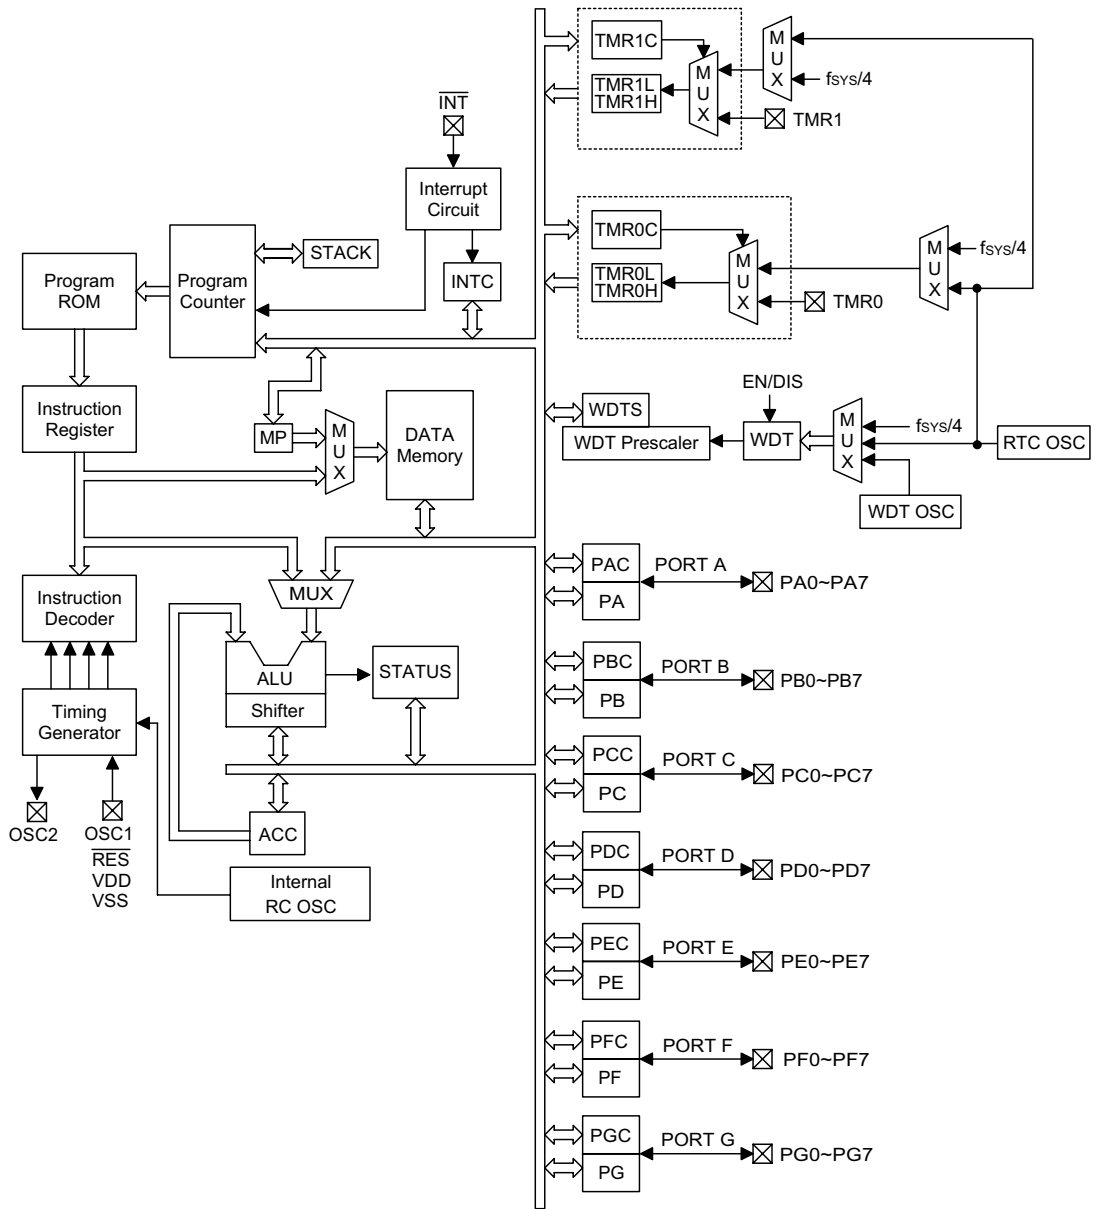 TMR1C
TMR1L
TMR1H
M
U
X
M
U
X
fSYS/4
TMR1
INT
Interrupt
Circuit
INTC
STACK
Program
Counter
Program
ROM
TMR0C
TMR0L
TMR0H
M
U
X
M
U
X
fSYS/4
TMR0
Instruction
Register
MP
M
U
X
DATA
Memory
WDTS
WDT Prescaler
EN/DIS
WDT
M
U
X
fSYS/4
RTC OSC
WDT OSC
Instruction
Decoder
MUX
ALU
Shifter
STATUS
Timing
Generator
OSC2
OSC1
RES
VDD
VSS
ACC
Internal
RC OSC
PAC
PA
PORT A
PA0~PA7
PBC
PB
PORT B
PB0~PB7
PCC
PC
PORT C
PC0~PC7
PDC
PD
PORT D
PD0~PD7
PEC
PE
PORT E
PE0~PE7
PFC
PF
PORT F
PF0~PF7
PGC
PG
PORT G
PG0~PG7